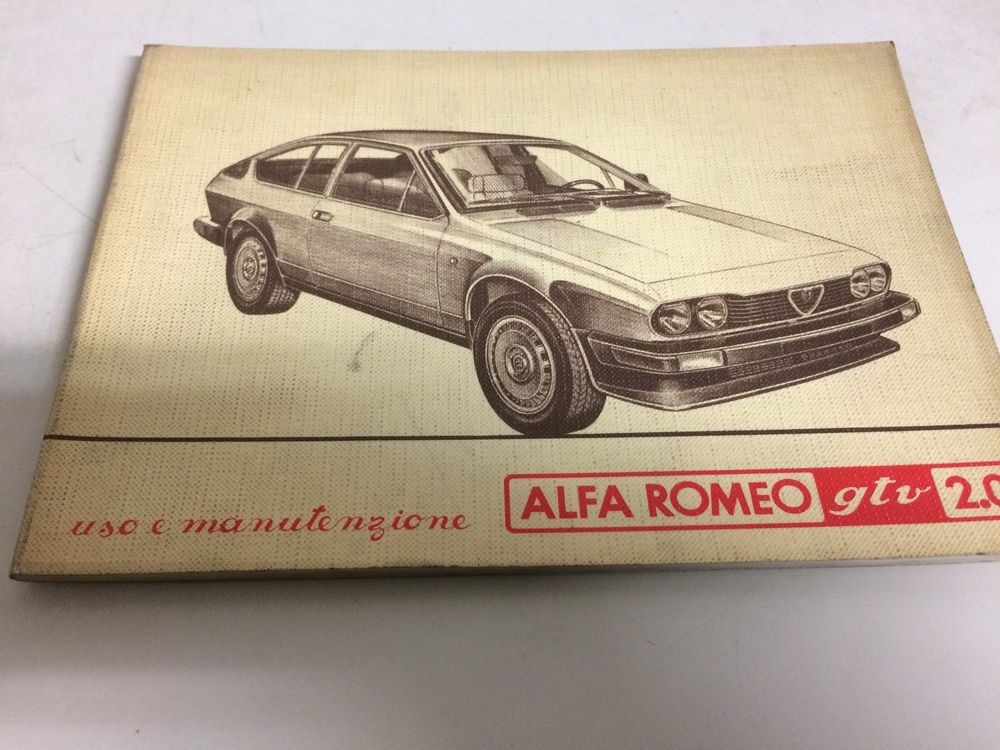 uso e manutenzione
ALFA ROMEO gtv 2.0